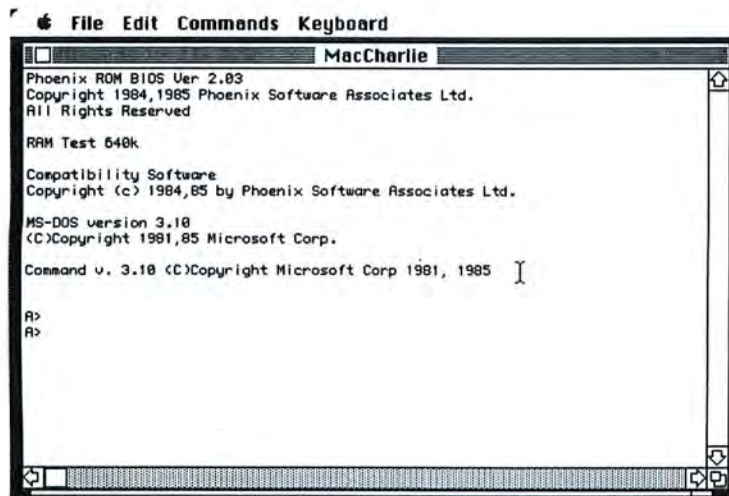 File Edit Commands Keyboard
MacCharlie
Phoenix ROM BIOS Ver 2.03
Copyright 1984,1985 Phoenix Software Associates Ltd.
All Rights Reserved
RAM Test 640k
Compatibility Software
Copyright (c) 1984,85 by Phoenix Software Associates Ltd.
MS-DOS version 3.10
(C)Copyright 1981,85 Microsoft Corp.
Command v. 3.10 (C)Copyright Microsoft Corp 1981, 1985
A>
A>